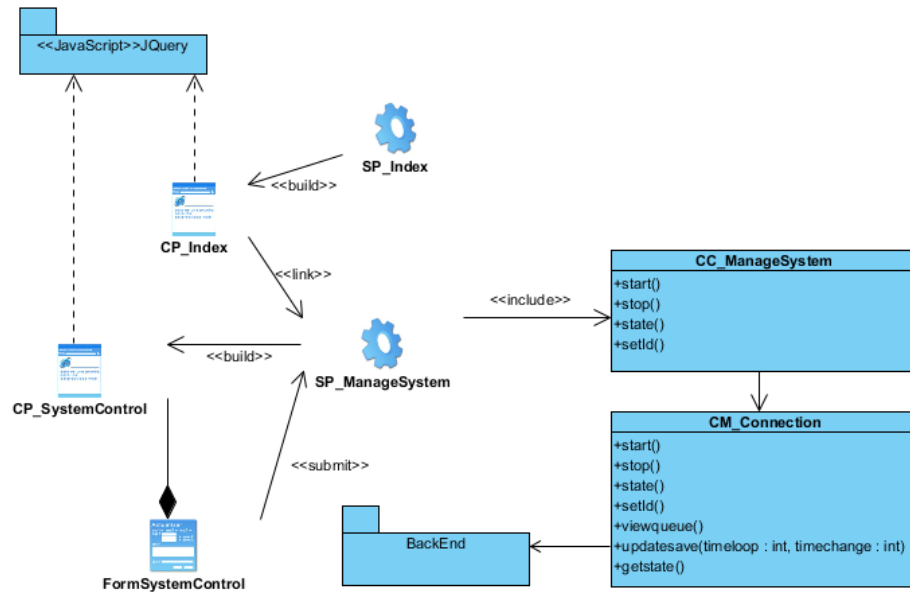 <<JavaScript>>JQuery
SP_Index
<<build>>
CP_Index
<<link>>
CC_ManageSystem
+start()
+stop()
+state()
+setId()
<<include>>
<<build>>
SP_ManageSystem
CP_SystemControl
CM_Connection
+start()
+stop()
+state()
+setId()
+viewqueue()
+updatesave(timeloop : int, timechange : int)
+getstate()
<<submit>>
BackEnd
FormSystemControl